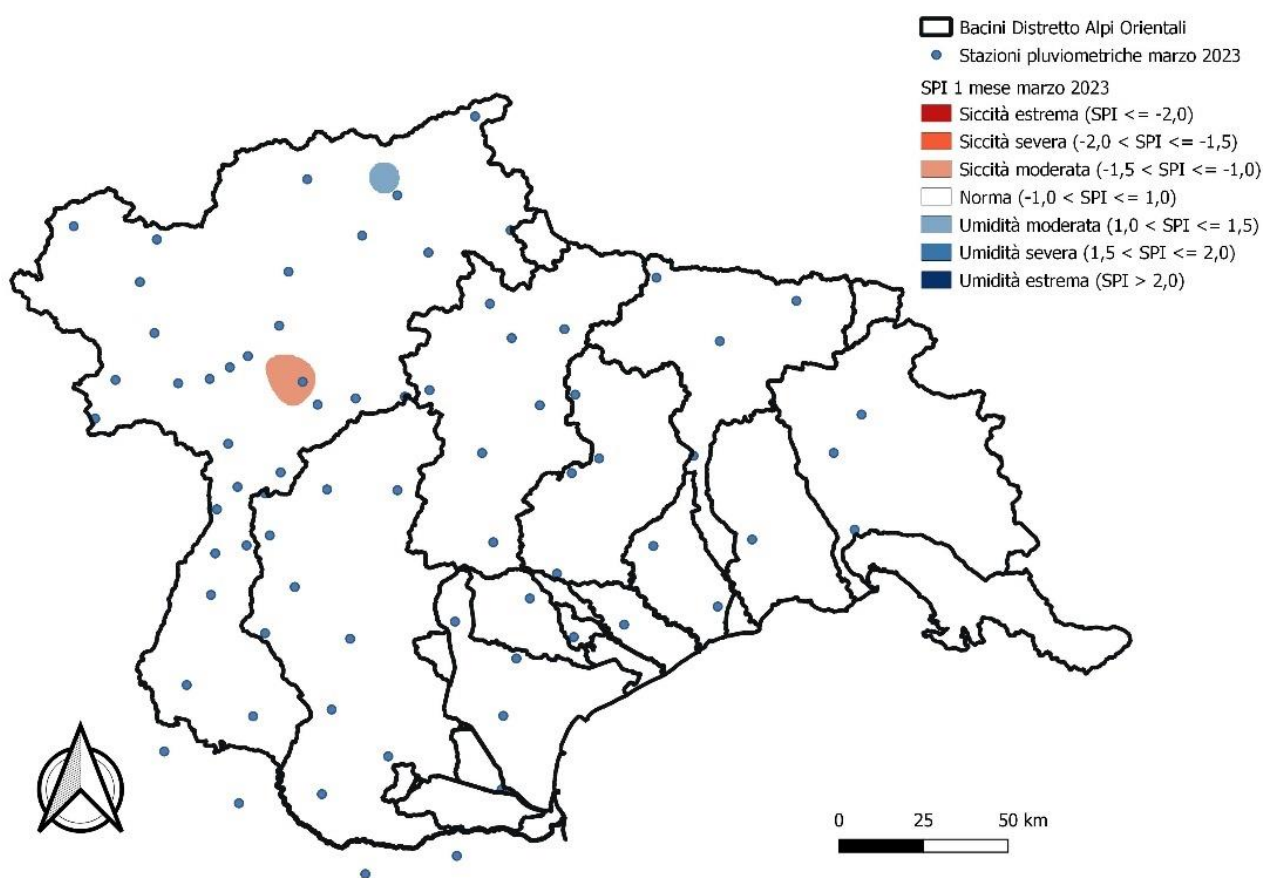 Bacini Distretto Alpi Orientali
Stazioni pluviometriche marzo 2023
SPI 1 mese marzo 2023
Siccità estrema (SPI <= -2,0)
Siccità severa (-2,0 < SPI <= -1,5)
Siccità moderata (-1,5 < SPI <= -1,0)
Norma (-1,0 < SPI <= 1,0)
Umidità moderata (1,0 < SPI <= 1,5)
Umidità severa (1,5 < SPI <= 2,0)
Umidità estrema (SPI > 2,0)
0 25 50 km